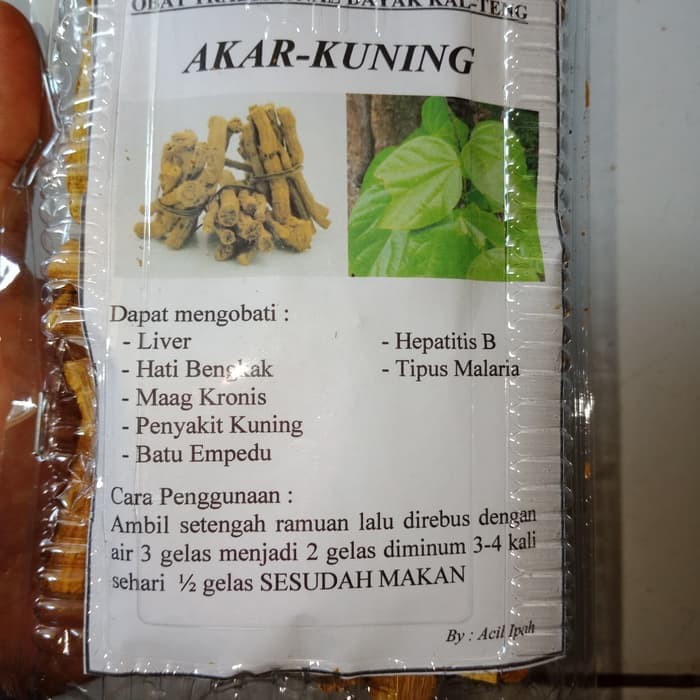 OBAT TRADISIONAL DAYAK KAL-TENG
AKAR-KUNING
Dapat mengobati :
- Liver
- Hepatitis B
- Hati Bengkak
- Tipus Malaria
- Maag Kronis
- Penyakit Kuning
- Batu Empedu
Cara Penggunaan :
Ambil setengah ramuan lalu direbus dengan
air 3 gelas menjadi 2 gelas diminum 3-4 kali
sehari ½ gelas SESUDAH MAKAN
By : Acil Ipah